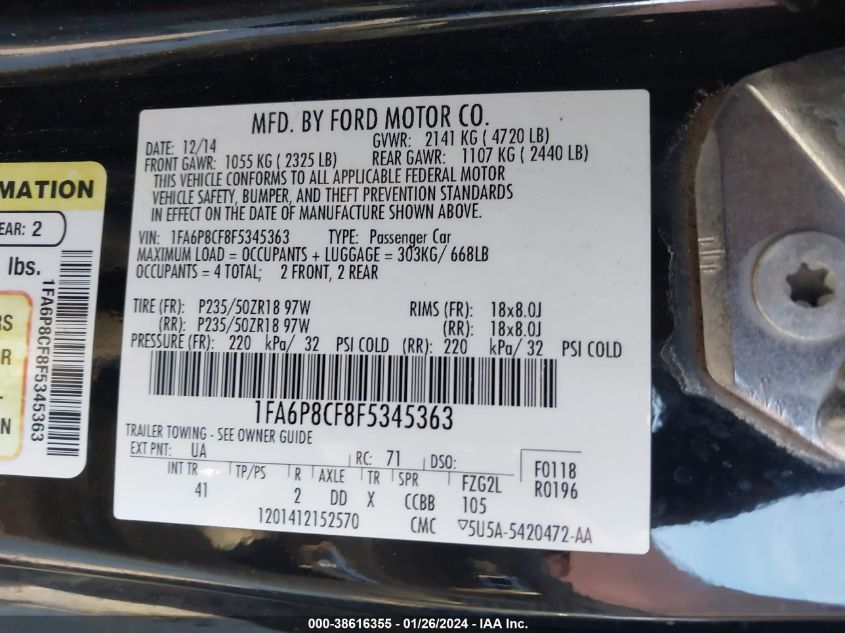 MFD. BY FORD MOTOR CO.
DATE: 12/14 GVWR: 2141 KG ( 4720 LB)
FRONT GAWR: 1055 KG ( 2325 LB) REAR GAWR: 1107 KG ( 2440 LB)
THIS VEHICLE CONFORMS TO ALL APPLICABLE FEDERAL MOTOR
VEHICLE SAFETY, BUMPER, AND THEFT PREVENTION STANDARDS
IN EFFECT ON THE DATE OF MANUFACTURE SHOWN ABOVE.
VIN: 1FA6P8CF8F5345363 TYPE: Passenger Car
MAXIMUM LOAD = OCCUPANTS + LUGGAGE = 303KG/ 668LB
OCCUPANTS = 4 TOTAL; 2 FRONT, 2 REAR
TIRE (FR): P235/50ZR18 97W RIMS (FR): 18x8.0J
(RR): P235/50ZR18 97W (RR): 18x8.0J
PRESSURE (FR): 220 kPa/ 32 PSI COLD (RR): 220 kPa/ 32 PSI COLD
1FA6P8CF8F5345363
TRAILER TOWING - SEE OWNER GUIDE
EXT PNT: UA RC: 71 DSO: F0118
INT TR TP/PS R AXLE TR SPR FZG2L R0196
41 2 DD X CCBB 105
1201412152570 CMC ▽5U5A-5420472-AA
MATION
EAR: 2
lbs.
RS
OR
EN
1FA6P8CF8F5345363
000-38616355 - 01/26/2024 - IAA Inc.